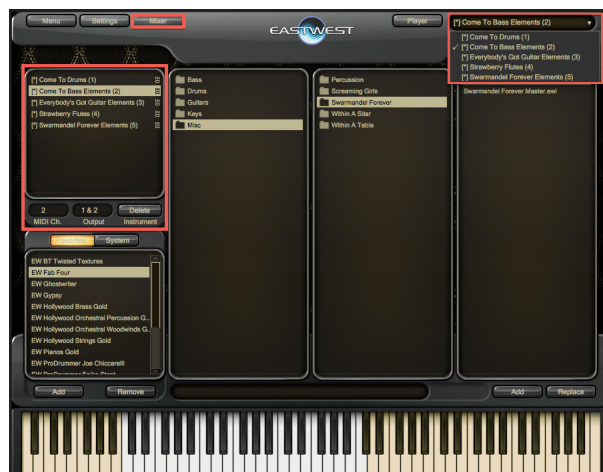 Menu
Settings
Mixer
EASTWEST
Player
[*] Come To Bass Elements (2)
[*] Come To Drums (1)
✓ [*] Come To Bass Elements (2)
[*] Everybody's Got Guitar Elements (3)
[*] Strawberry Flutes (4)
[*] Swarmandel Forever Elements (5)
[*] Come To Drums (1)
[*] Come To Bass Elements (2)
[*] Everybody's Got Guitar Elements (3)
[*] Strawberry Flutes (4)
[*] Swarmandel Forever Elements (5)
2
1 & 2
Delete
MIDI Ch.
Output
Instrument
Bass
Drums
Guitars
Keys
Misc
Percussion
Screaming Girls
Swarmandel Forever
Within A Sitar
Within A Tabla
Swarmandel Forever Master.ewi
Favorites
System
EW BT Twisted Textures
EW Fab Four
EW Ghostwriter
EW Gypsy
EW Hollywood Brass Gold
EW Hollywood Orchestral Percussion G..
EW Hollywood Orchestral Woodwinds G..
EW Hollywood Strings Gold
EW Pianos Gold
EW ProDrummer Joe Chiccarelli
Add
Remove
Add
Replace